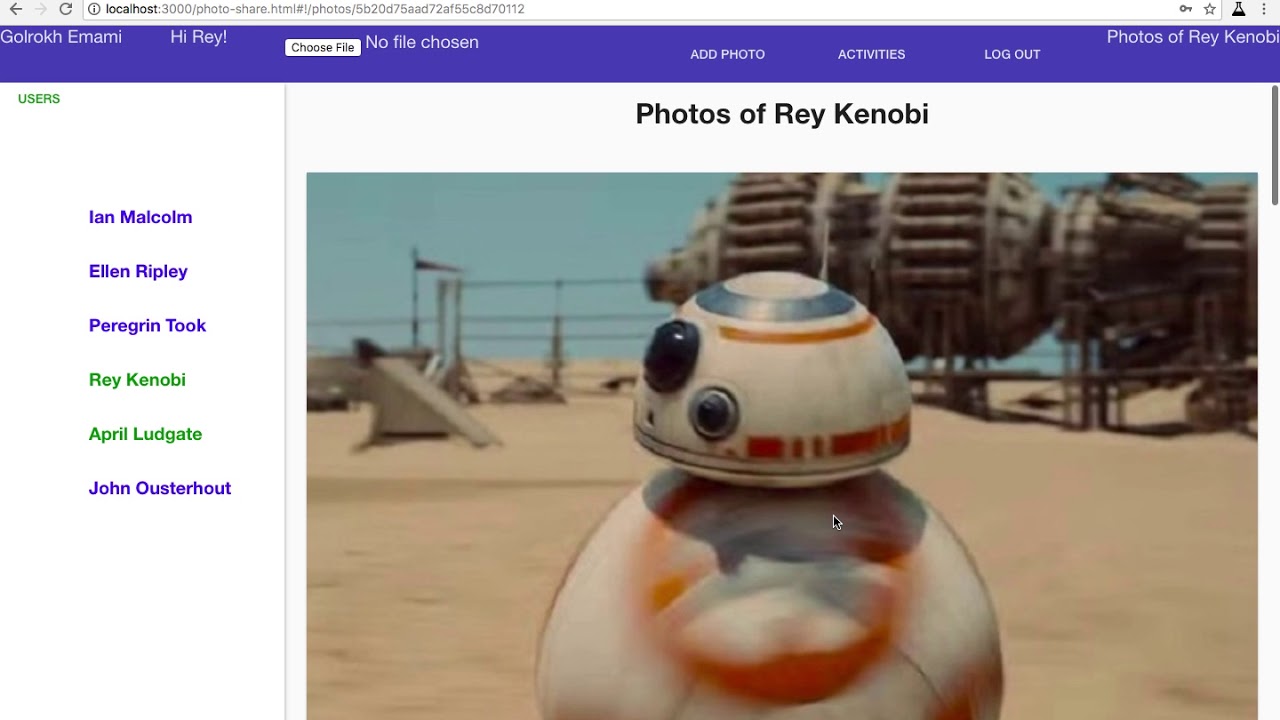 localhost:3000/photo-share.html#!/photos/5b20d75aad72af55c8d70112
Golrokh Emami Hi Rey! Choose File No file chosen ADD PHOTO ACTIVITIES LOG OUT Photos of Rey Kenobi
USERS
Photos of Rey Kenobi
Ian Malcolm
Ellen Ripley
Peregrin Took
Rey Kenobi
April Ludgate
John Ousterhout